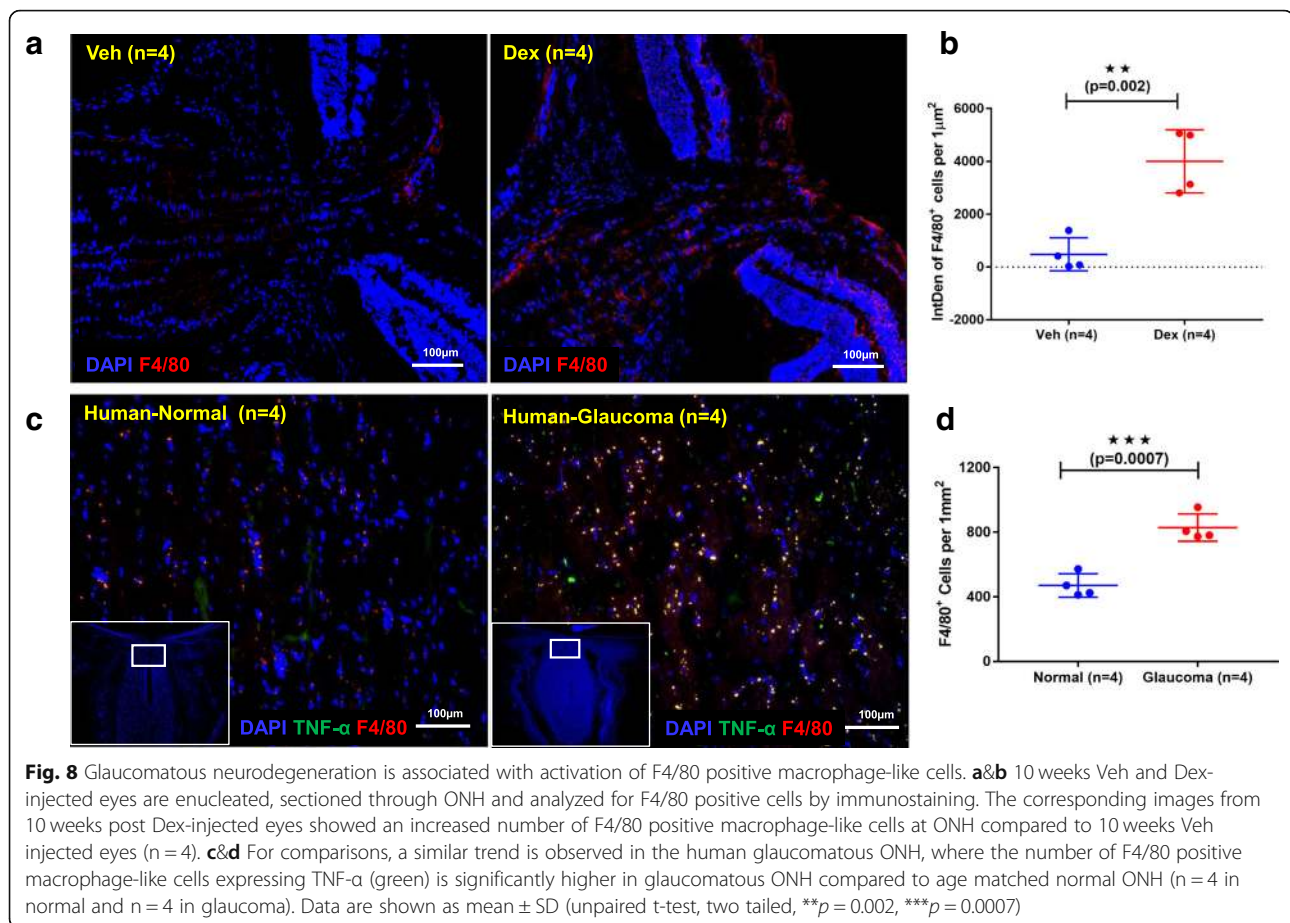 a
Veh (n=4)
Dex (n=4)
DAPI F4/80
100µm
DAPI F4/80
100µm
b
★★
(p=0.002)
IntDen of F4/80⁺ cells per 1µm²
6000
4000
2000
0
-2000
Veh (n=4)
Dex (n=4)
c
Human-Normal (n=4)
Human-Glaucoma (n=4)
DAPI TNF-α F4/80
100µm
DAPI TNF-α F4/80
100µm
d
★★★
(p=0.0007)
F4/80⁺ Cells per 1mm²
1200
800
400
0
Normal (n=4)
Glaucoma (n=4)
Fig. 8 Glaucomatous neurodegeneration is associated with activation of F4/80 positive macrophage-like cells. a&b 10 weeks Veh and Dex-
injected eyes are enucleated, sectioned through ONH and analyzed for F4/80 positive cells by immunostaining. The corresponding images from
10 weeks post Dex-injected eyes showed an increased number of F4/80 positive macrophage-like cells at ONH compared to 10 weeks Veh
injected eyes (n = 4). c&d For comparisons, a similar trend is observed in the human glaucomatous ONH, where the number of F4/80 positive
macrophage-like cells expressing TNF-α (green) is significantly higher in glaucomatous ONH compared to age matched normal ONH (n = 4 in
normal and n = 4 in glaucoma). Data are shown as mean ± SD (unpaired t-test, two tailed, **p = 0.002, ***p = 0.0007)